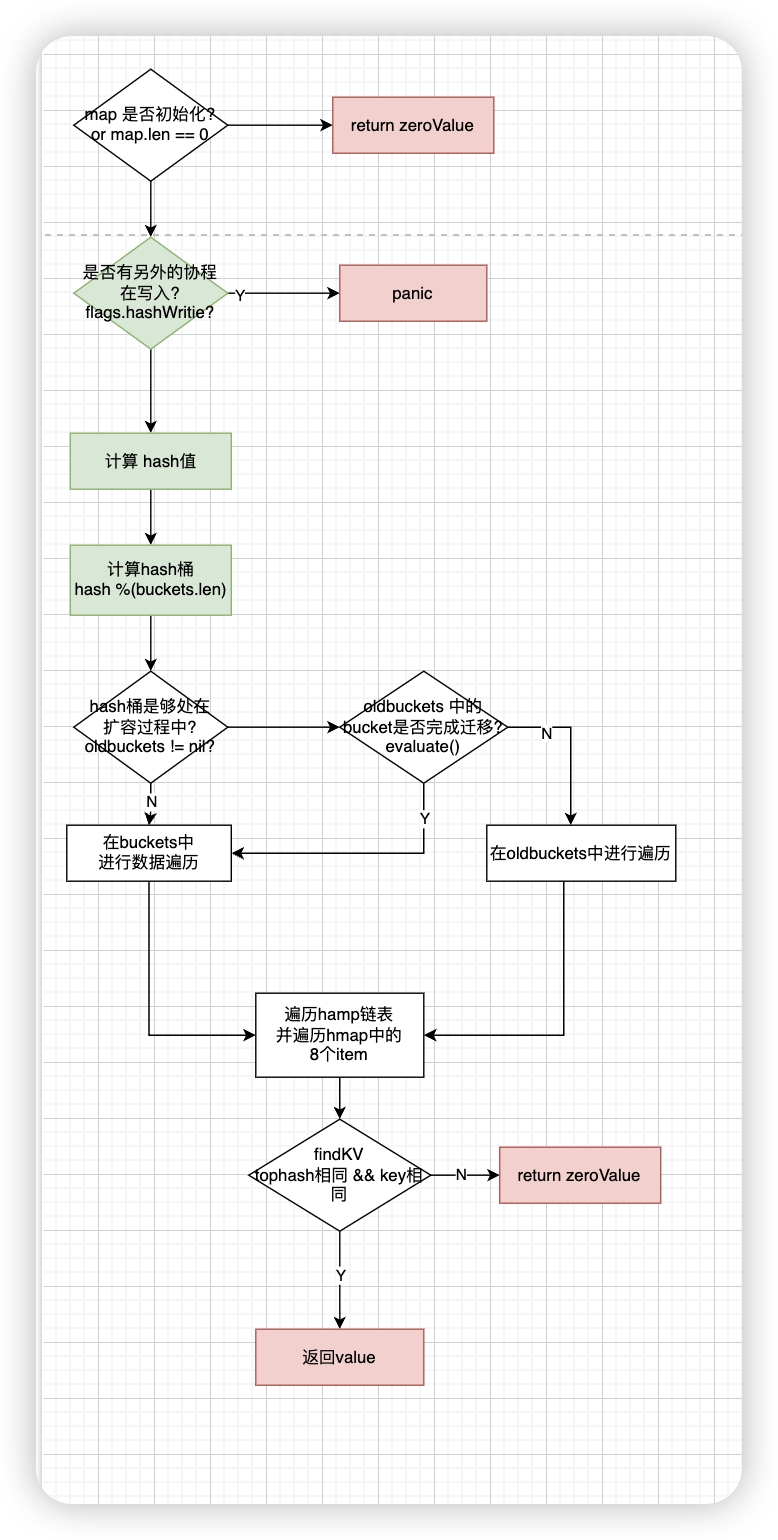 map 是否初始化?
or map.len == 0
return zeroValue
是否有另外的协程
在写入?
flags.hashWritie?
Y
panic
计算 hash值
计算hash桶
hash %(buckets.len)
hash桶是够处在
扩容过程中?
oldbuckets != nil?
oldbuckets 中的
bucket是否完成迁移?
evaluate()
N
N
Y
在buckets中
进行数据遍历
在oldbuckets中进行遍历
遍历hamp链表
并遍历hmap中的
8个item
findKV
tophash相同 && key相
同
N
return zeroValue
Y
返回value